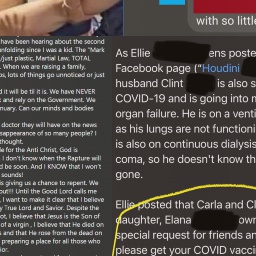 with so little
have been hearing about the second
unfolding since I was a kid. The "Mark
/just plastic, Martial Law, TOTAL
. When we are raising a family,
s, lots of things go unnoticed or just
d it will be til it is. We have NEVER
and rely on the Government. We
Can our minds and bodies
doctor they will have on the news
disappearance of so many people? I
thought.
le for the Anti Christ, God is
I don't know when the Rapture will
d be soon. And I KNOW that I won't
sounds!
is giving us a chance to repent. We
out!!! Until the Good Lord calls me
, I want to make it clear that I believe
y True Lord and Savior. Despite the
ot, I believe that Jesus is the Son of
of a virgin. I believe that He died on
s and that He rose from the dead on
preparing a place for all those who
vior.
As Ellie ens poste
Facebook page ("Houdini
husband Clint is also s
COVID-19 and is going into m
organ failure. He is on a venti
as his lungs are not functioni
is also on continuous dialysis
coma, so he doesn't know th
gone.
Ellie posted that Carla and Cl
daughter, Elana own
special request for friends an
please get your COVID vaccin